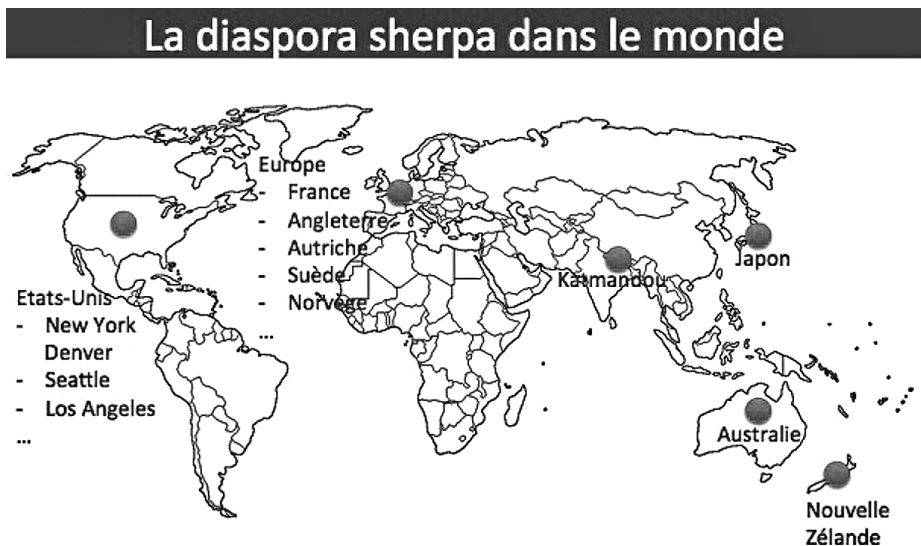 La diaspora sherpa dans le monde
Europe
- France
- Angleterre
- Autriche
- Suède
- Norvège
...
Etats-Unis
- New York
Denver
- Seattle
- Los Angeles
...
Katmandou
Japon
Australie
Nouvelle
Zélande